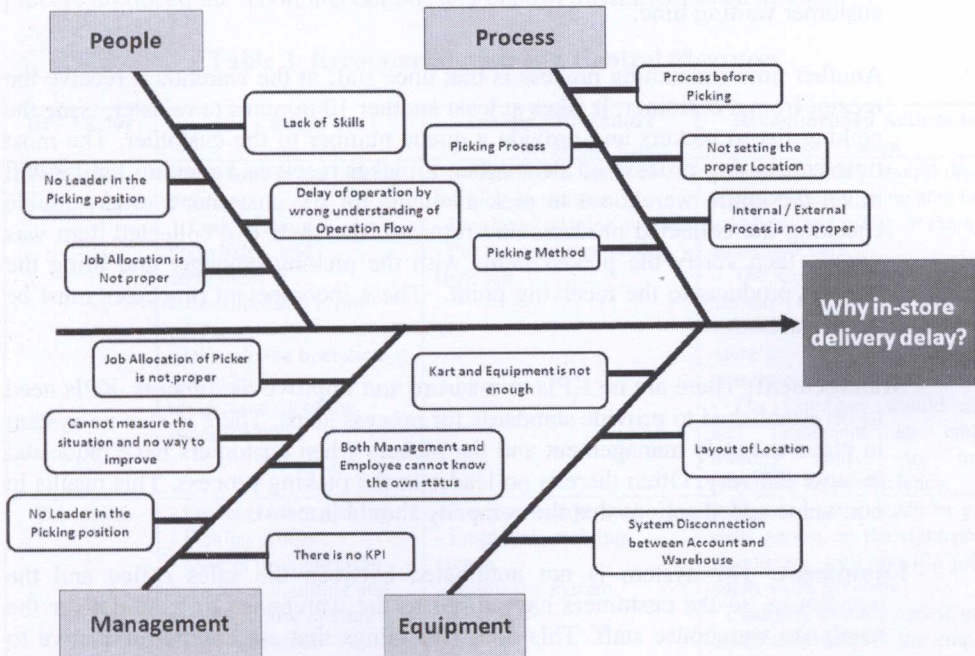 People
Process
Lack of Skills
No Leader in the
Picking position
Delay of operation by
wrong understanding of
Operation Flow
Job Allocation is
not proper
Process before
Picking
Picking Process
Not setting the
proper Location
Internal / External
Process is not proper
Picking Method
Why in-store
delivery delay?
Job Allocation of Picker
is not proper
Cannot measure the
situation and no way to
improve
Both Management and
Employee cannot know
the own status
No Leader in the
Picking position
There is no KPI
Kart and Equipment is not
enough
Layout of Location
System Disconnection
between Account and
Warehouse
Management
Equipment